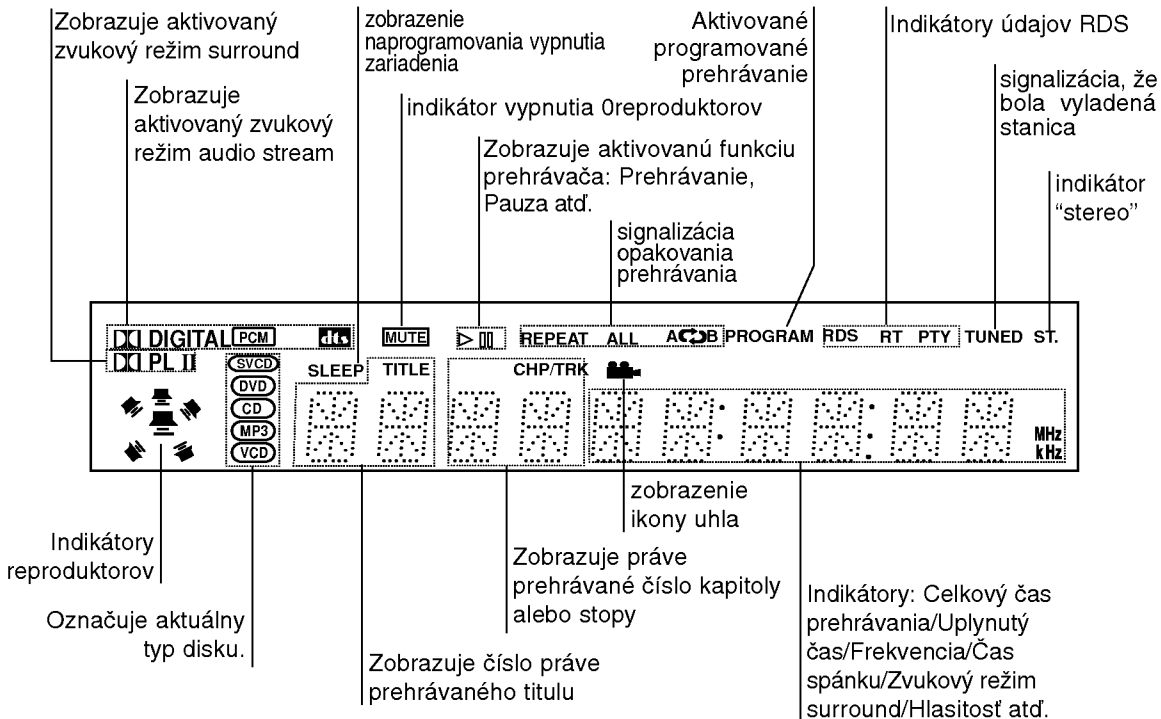 Zobrazuje aktivovaný
zvukový režim surround
Zobrazuje
aktivovaný zvukový
režim audio stream
zobrazenie
naprogramovania vypnutia
zariadenia
indikátor vypnutia 0reproduktorov
Zobrazuje aktivovanú funkciu
prehrávača: Prehrávanie,
Pauza atď.
signalizácia
opakovania
prehrávania
Aktivované
programované
prehrávanie
Indikátory údajov RDS
signalizácia, že
bola vyladená
stanica
indikátor
“stereo”
DIGITAL PCM dts MUTE REPEAT ALL A B PROGRAM RDS RT PTY TUNED ST.
PL II SVCD SLEEP TITLE CHP/TRK
DVD
CD
MP3
VCD
MHz
kHz
Indikátory
reproduktorov
Označuje aktuálny
typ disku.
Zobrazuje číslo práve
prehrávaného titulu
Zobrazuje práve
prehrávané číslo kapitoly
alebo stopy
zobrazenie
ikony uhla
Indikátory: Celkový čas
prehrávania/Uplynutý
čas/Frekvencia/Čas
spánku/Zvukový režim
surround/Hlasitosť atď.